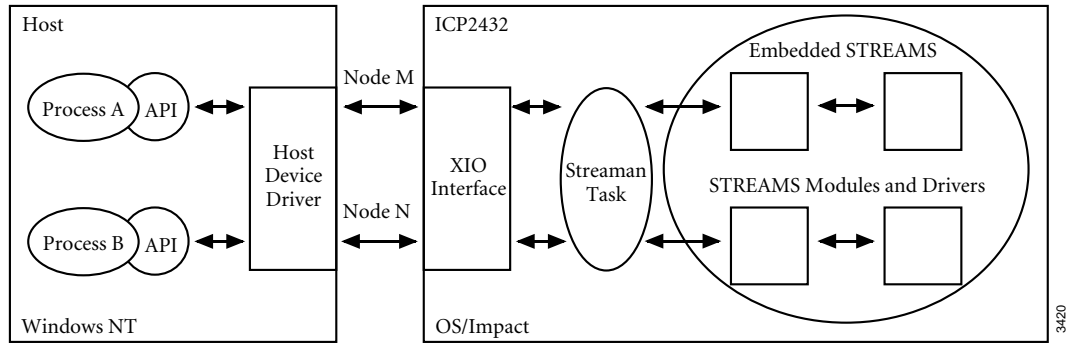 Host
ICP2432
Embedded STREAMS
Node M
Process A
API
Host
Device
Driver
XIO
Interface
Streaman
Task
STREAMS Modules and Drivers
Node N
Process B
API
Windows NT
OS/Impact
3420